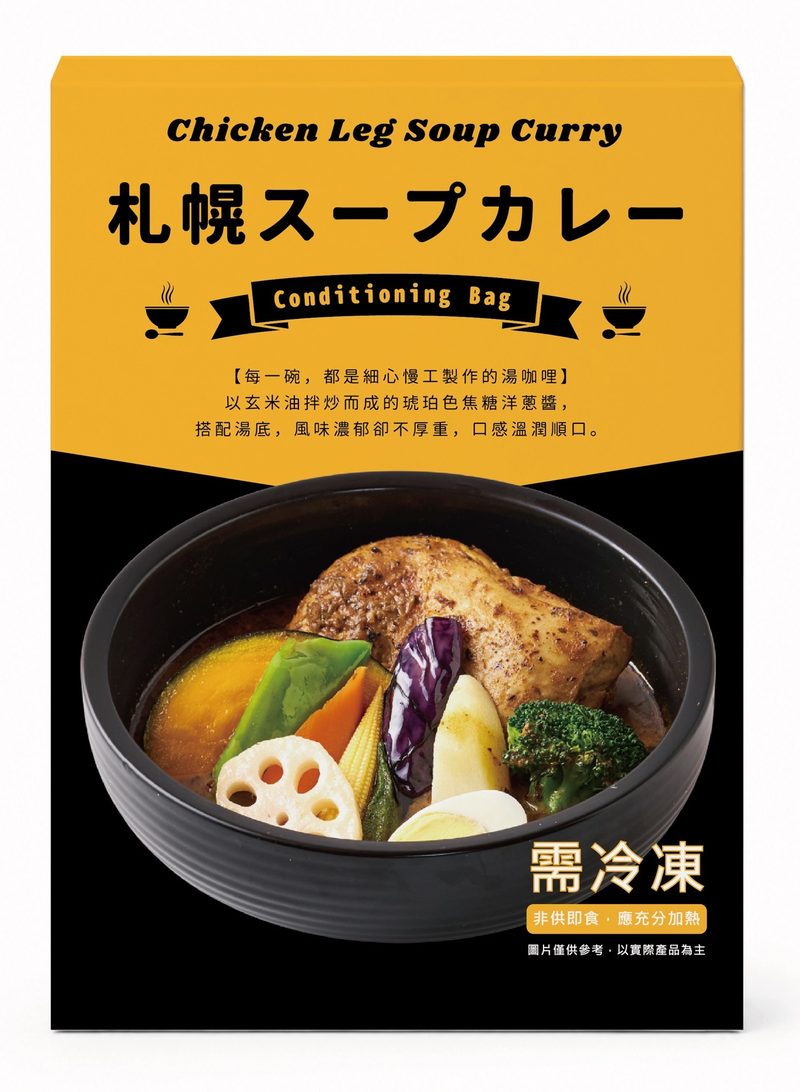 Chicken Leg Soup Curry
札幌スープカレー
Conditioning Bag
【每一碗，都是細心慢工製作的湯咖哩】
以玄米油拌炒而成的琥珀色焦糖洋蔥醬，
搭配湯底，風味濃郁卻不厚重，口感溫潤順口。
需冷凍
非供即食．應充分加熱
圖片僅供參考．以實際產品為主